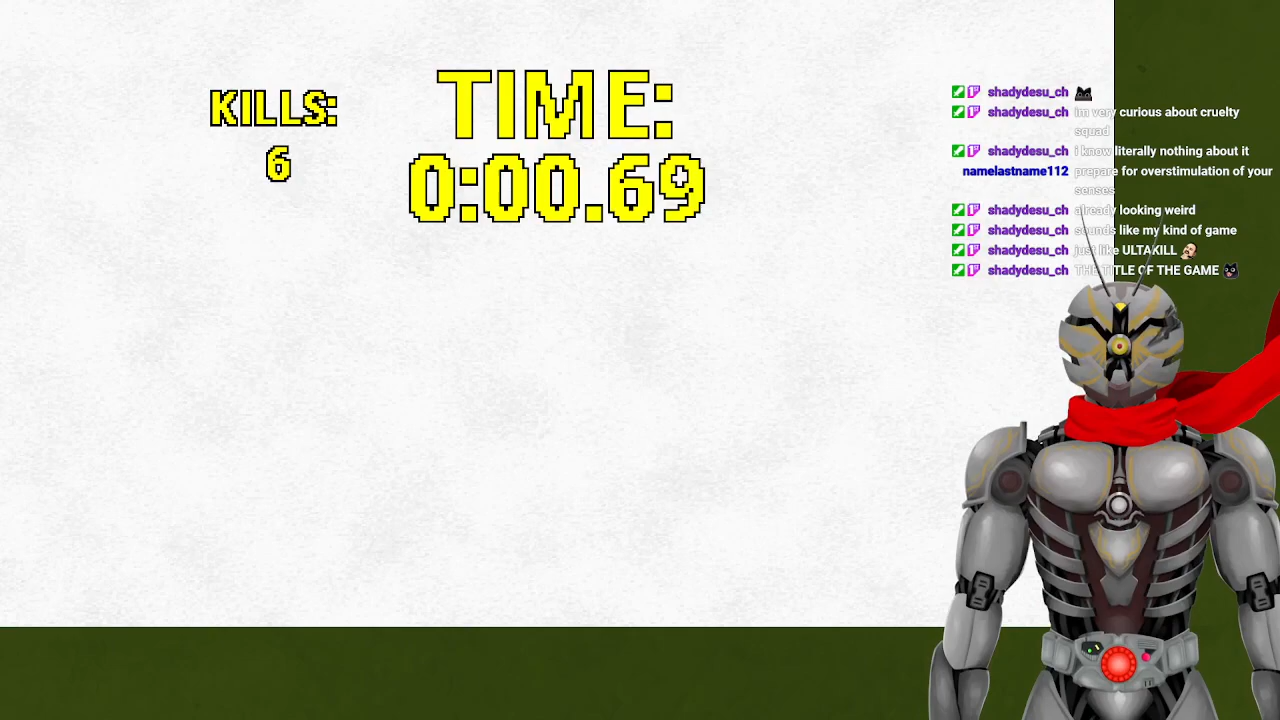 KILLS:
6
TIME:
0:00.69
shadydesu_ch
shadydesu_ch im very curious about cruelty
squad
shadydesu_ch i know literally nothing about it
namelastname112 prepare for overstimulation of your
senses
shadydesu_ch already looking weird
shadydesu_ch sounds like my kind of game
shadydesu_ch just like ULTAKILL
shadydesu_ch THE TITLE OF THE GAME